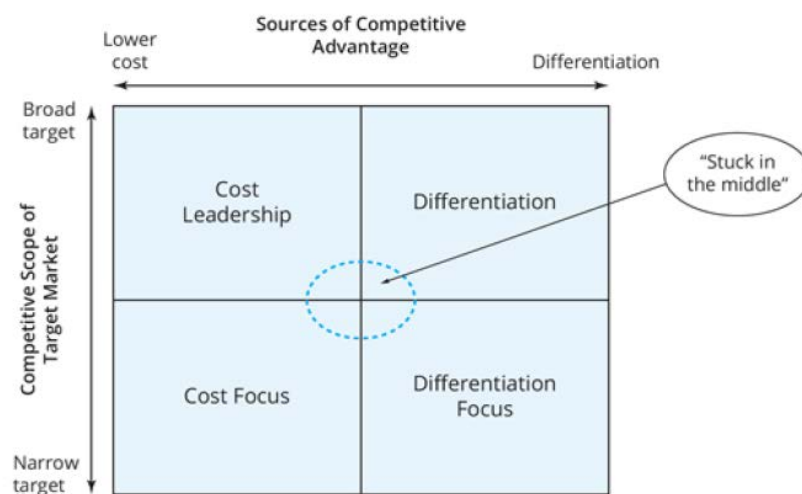 Sources of Competitive
Advantage
Lower
cost
Differentiation
Broad
target
"Stuck in
the middle"
Cost
Leadership
Differentiation
Competitive Scope of
Target Market
Cost Focus
Differentiation
Focus
Narrow
target